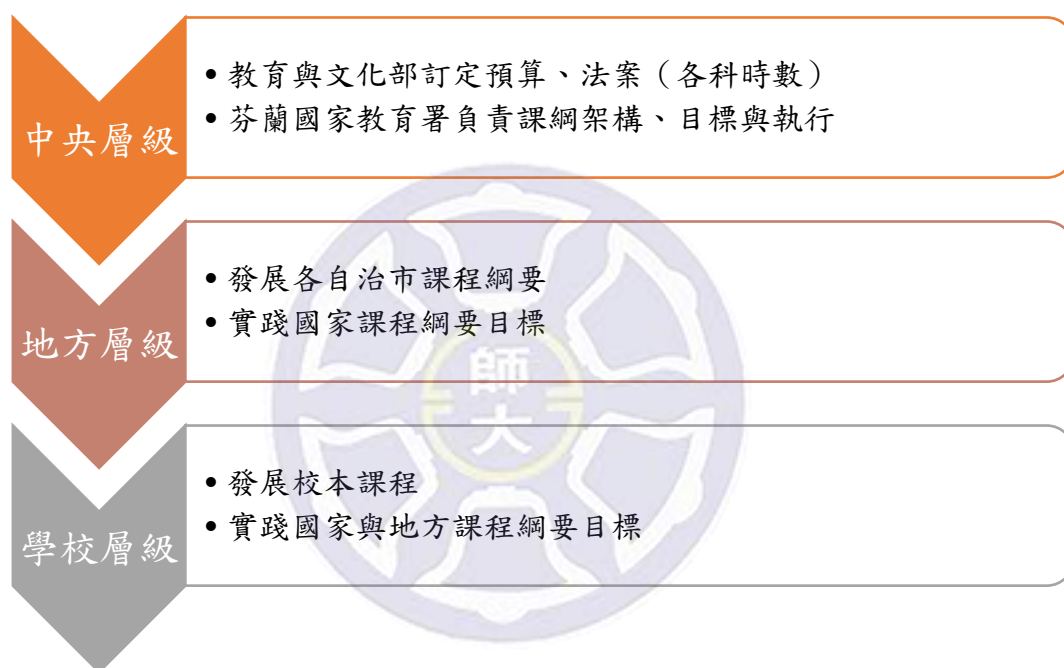 中央層級
• 教育與文化部訂定預算、法案（各科時數）
• 芬蘭國家教育署負責課綱架構、目標與執行
地方層級
• 發展各自治市課程綱要
• 實踐國家課程綱要目標
師大
學校層級
• 發展校本課程
• 實踐國家與地方課程綱要目標